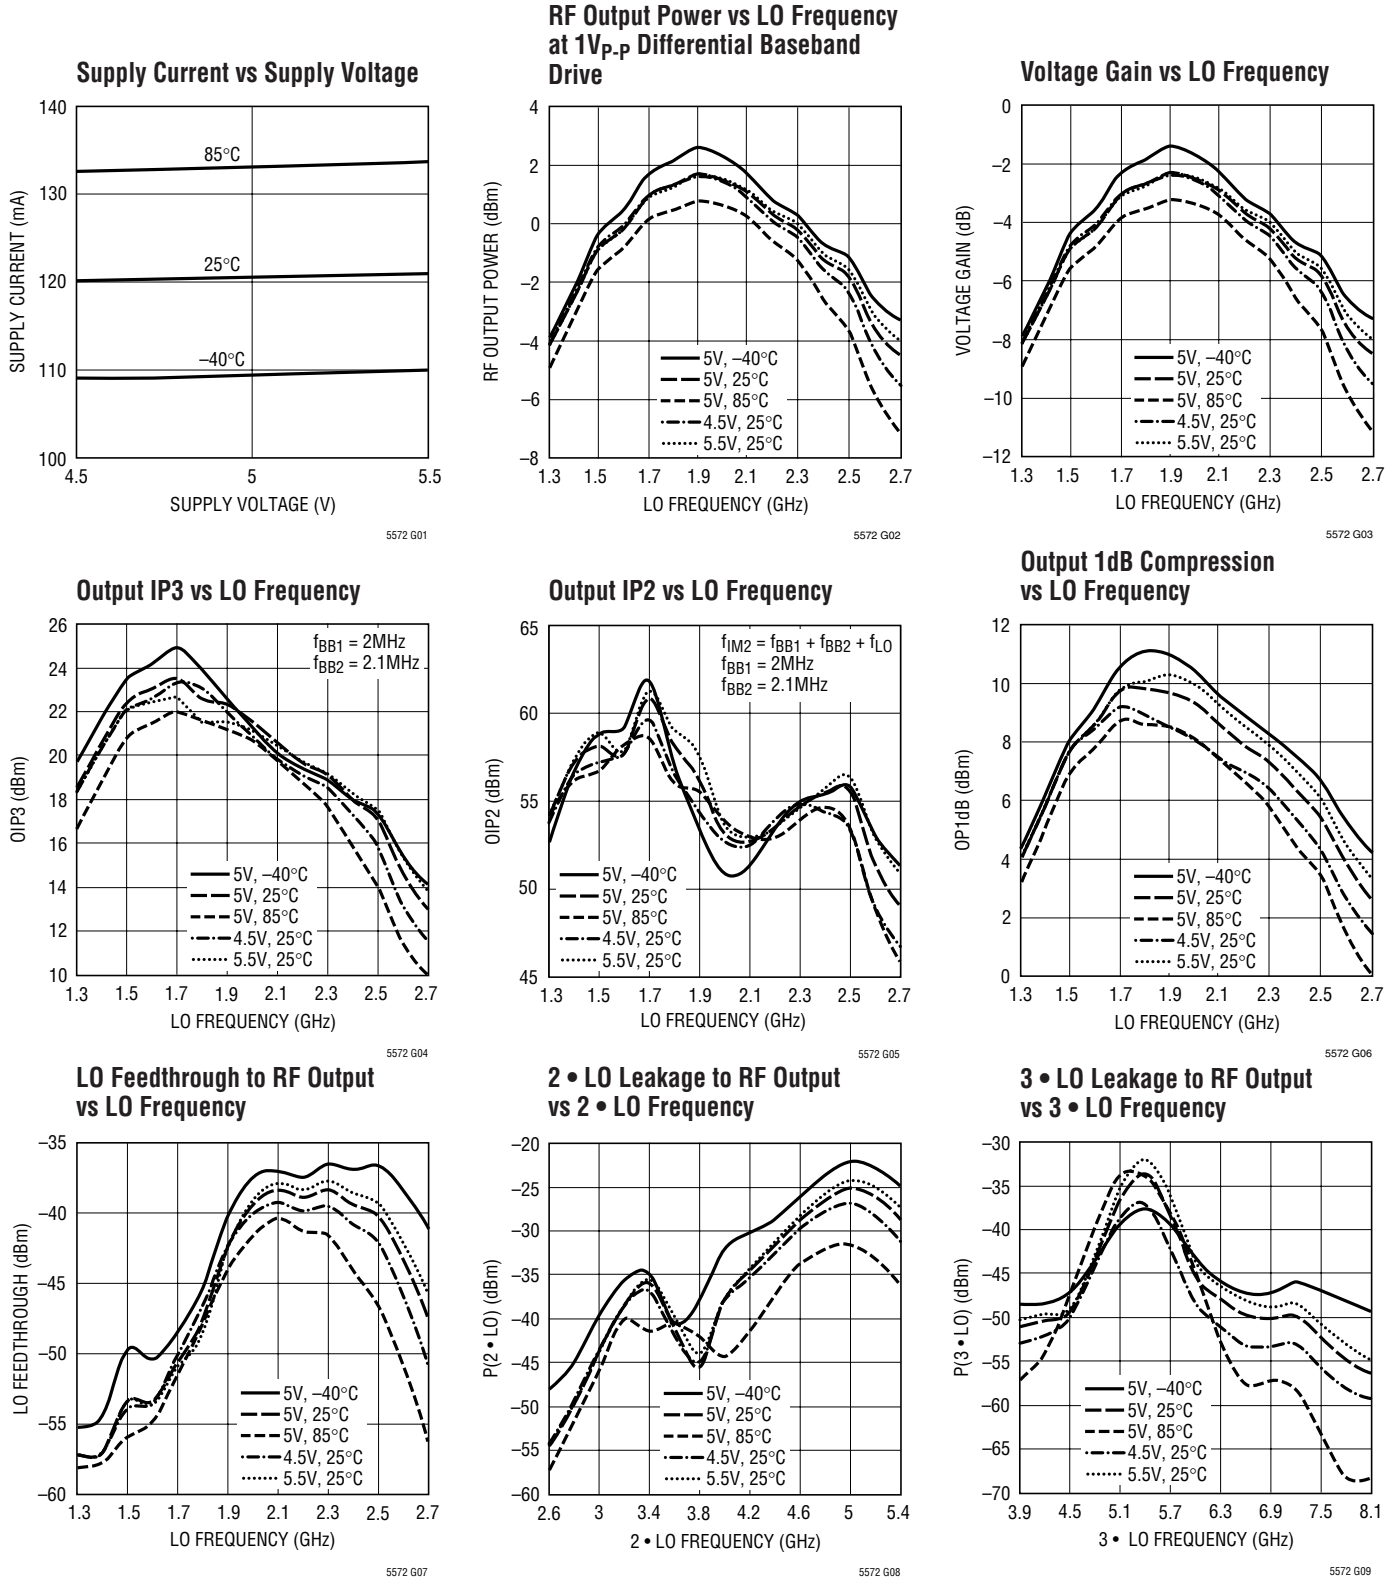 Supply Current vs Supply Voltage
140
130
120
110
100
SUPPLY CURRENT (mA)
85°C
25°C
–40°C
4.5
5
5.5
SUPPLY VOLTAGE (V)
5572 G01
RF Output Power vs LO Frequency
at 1VP-P Differential Baseband
Drive
4
2
0
–2
–4
–6
–8
RF OUTPUT POWER (dBm)
5V, –40°C
5V, 25°C
5V, 85°C
4.5V, 25°C
5.5V, 25°C
1.3
1.5
1.7
1.9
2.1
2.3
2.5
2.7
LO FREQUENCY (GHz)
5572 G02
Voltage Gain vs LO Frequency
0
–2
–4
–6
–8
–10
–12
VOLTAGE GAIN (dB)
5V, –40°C
5V, 25°C
5V, 85°C
4.5V, 25°C
5.5V, 25°C
1.3
1.5
1.7
1.9
2.1
2.3
2.5
2.7
LO FREQUENCY (GHz)
5572 G03
Output IP3 vs LO Frequency
26
24
22
20
18
16
14
12
10
OIP3 (dBm)
fBB1 = 2MHz
fBB2 = 2.1MHz
5V, –40°C
5V, 25°C
5V, 85°C
4.5V, 25°C
5.5V, 25°C
1.3
1.5
1.7
1.9
2.1
2.3
2.5
2.7
LO FREQUENCY (GHz)
5572 G04
Output IP2 vs LO Frequency
65
60
55
50
45
OIP2 (dBm)
fIM2 = fBB1 + fBB2 + fLO
fBB1 = 2MHz
fBB2 = 2.1MHz
5V, –40°C
5V, 25°C
5V, 85°C
4.5V, 25°C
5.5V, 25°C
1.3
1.5
1.7
1.9
2.1
2.3
2.5
2.7
LO FREQUENCY (GHz)
5572 G05
Output 1dB Compression
vs LO Frequency
12
10
8
6
4
2
0
OP1dB (dBm)
5V, –40°C
5V, 25°C
5V, 85°C
4.5V, 25°C
5.5V, 25°C
1.3
1.5
1.7
1.9
2.1
2.3
2.5
2.7
LO FREQUENCY (GHz)
5572 G06
LO Feedthrough to RF Output
vs LO Frequency
–35
–40
–45
–50
–55
–60
LO FEEDTHROUGH (dBm)
5V, –40°C
5V, 25°C
5V, 85°C
4.5V, 25°C
5.5V, 25°C
1.3
1.5
1.7
1.9
2.1
2.3
2.5
2.7
LO FREQUENCY (GHz)
5572 G07
2 • LO Leakage to RF Output
vs 2 • LO Frequency
–20
–25
–30
–35
–40
–45
–50
–55
–60
P(2 • LO) (dBm)
5V, –40°C
5V, 25°C
5V, 85°C
4.5V, 25°C
5.5V, 25°C
2.6
3
3.4
3.8
4.2
4.6
5
5.4
2 • LO FREQUENCY (GHz)
5572 G08
3 • LO Leakage to RF Output
vs 3 • LO Frequency
–30
–35
–40
–45
–50
–55
–60
–65
–70
P(3 • LO) (dBm)
5V, –40°C
5V, 25°C
5V, 85°C
4.5V, 25°C
5.5V, 25°C
3.9
4.5
5.1
5.7
6.3
6.9
7.5
8.1
3 • LO FREQUENCY (GHz)
5572 G09